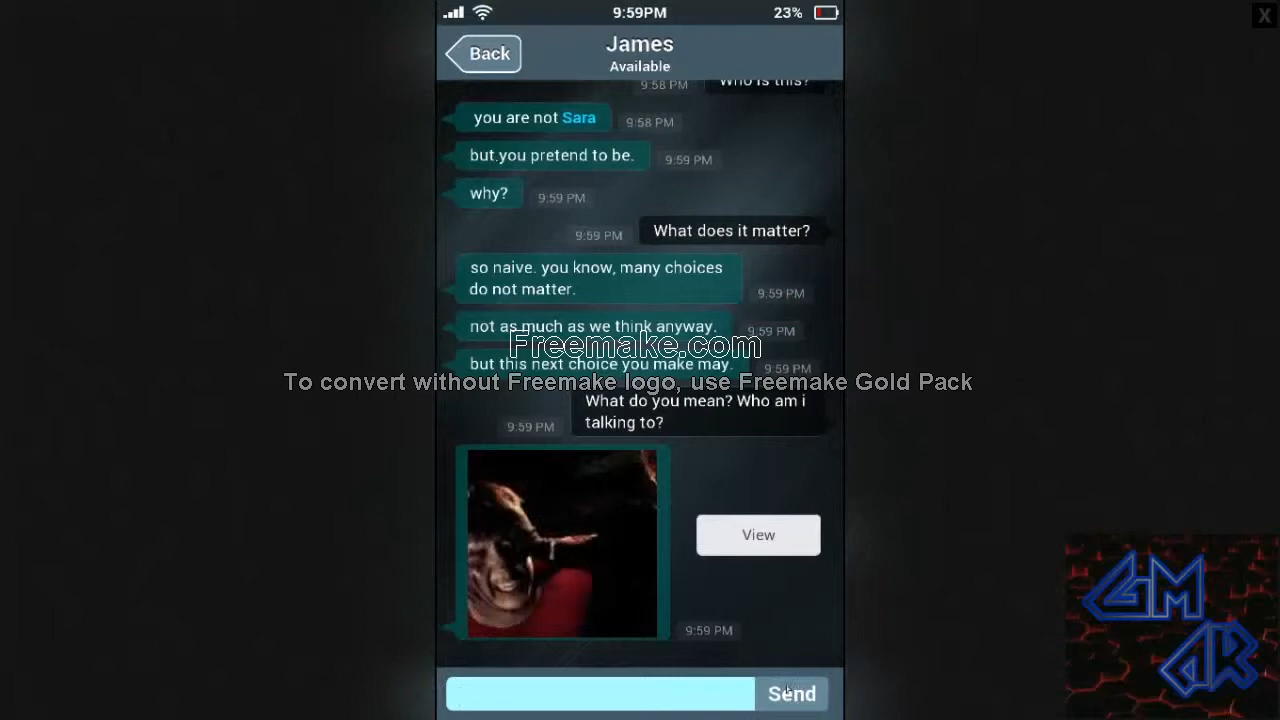 9:59PM
23%
X
Back
James
Available
9:58 PM
Who is this?
you are not Sara
9:58 PM
but.you pretend to be.
9:59 PM
why?
9:59 PM
What does it matter?
9:59 PM
so naive. you know, many choices
do not matter.
9:59 PM
not as much as we think anyway.
9:59 PM
Freemake.com
but this next choice you make may.
9:59 PM
To convert without Freemake logo, use Freemake Gold Pack
What do you mean? Who am i
talking to?
9:59 PM
View
9:59 PM
Send